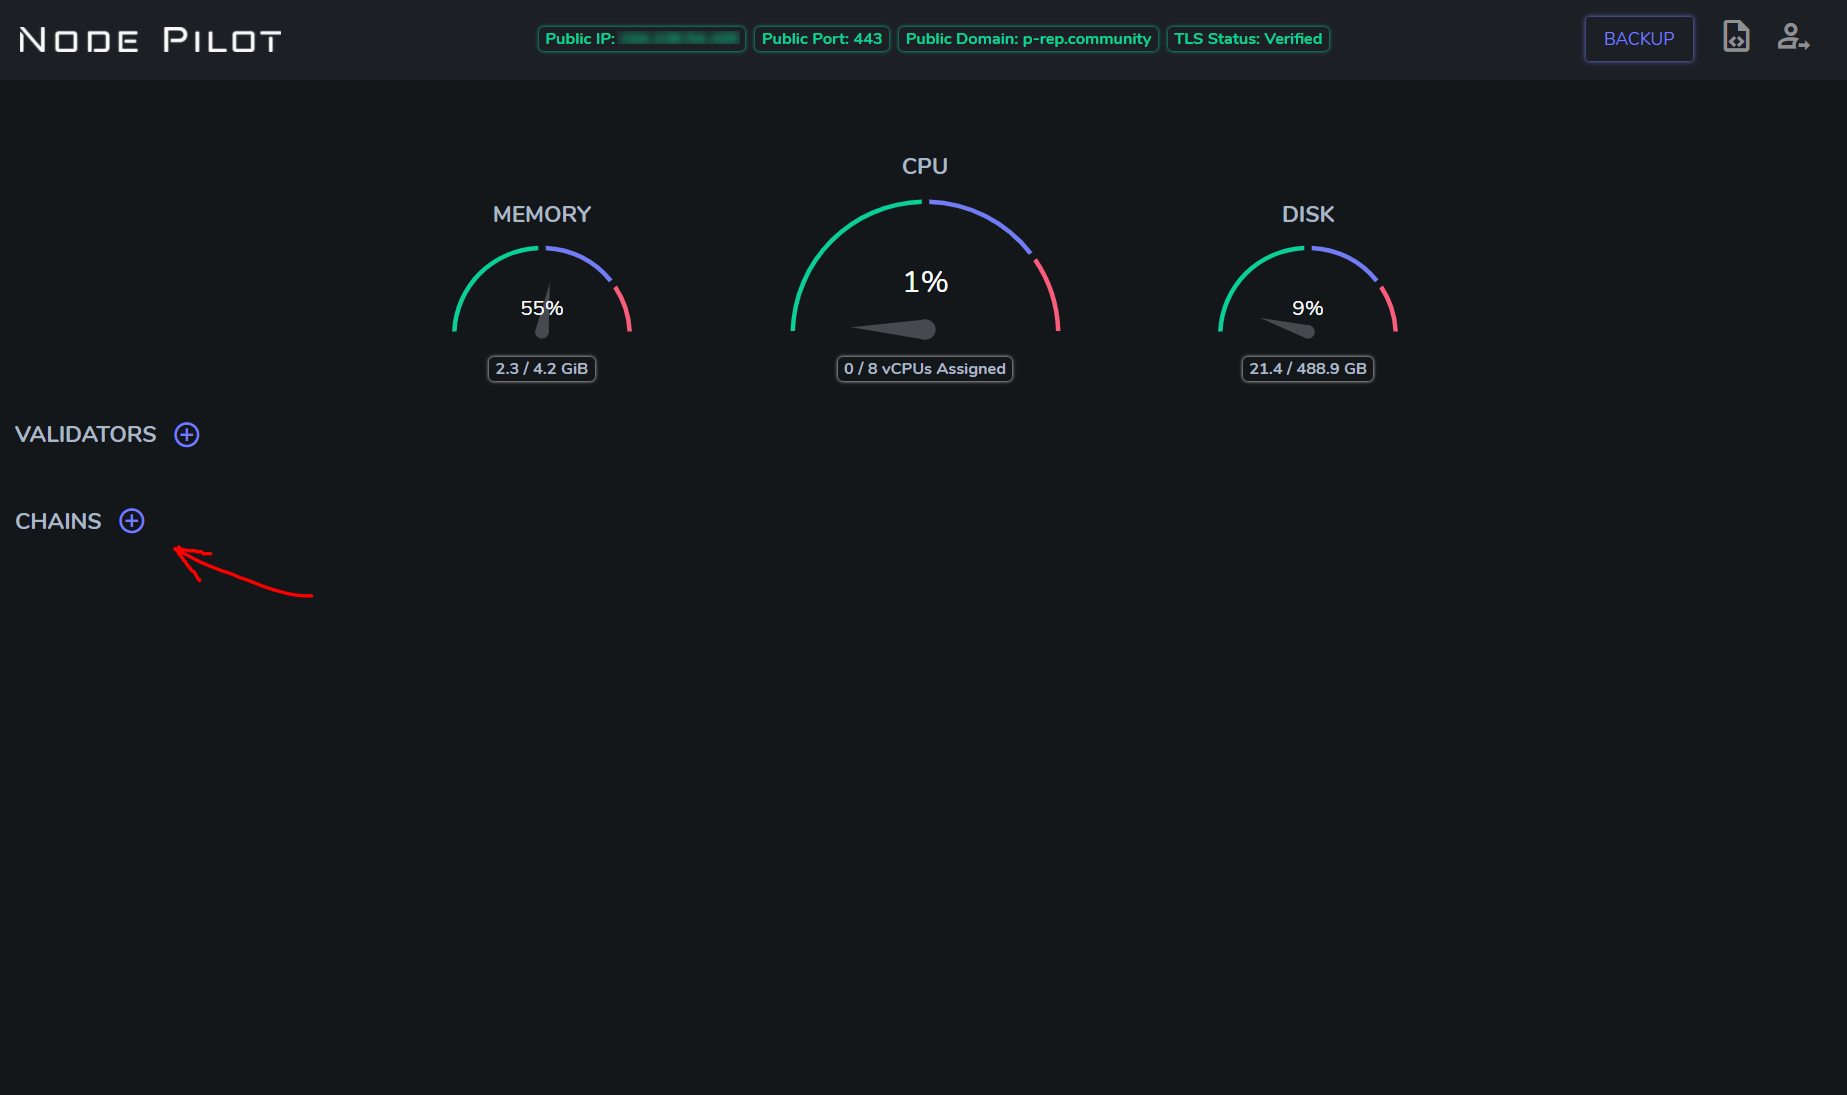 NODE PILOT
Public IP:
Public Port: 443
Public Domain: p-rep.community
TLS Status: Verified
BACKUP
MEMORY
55%
2.3 / 4.2 GiB
CPU
1%
0 / 8 vCPUs Assigned
DISK
9%
21.4 / 488.9 GB
VALIDATORS
CHAINS